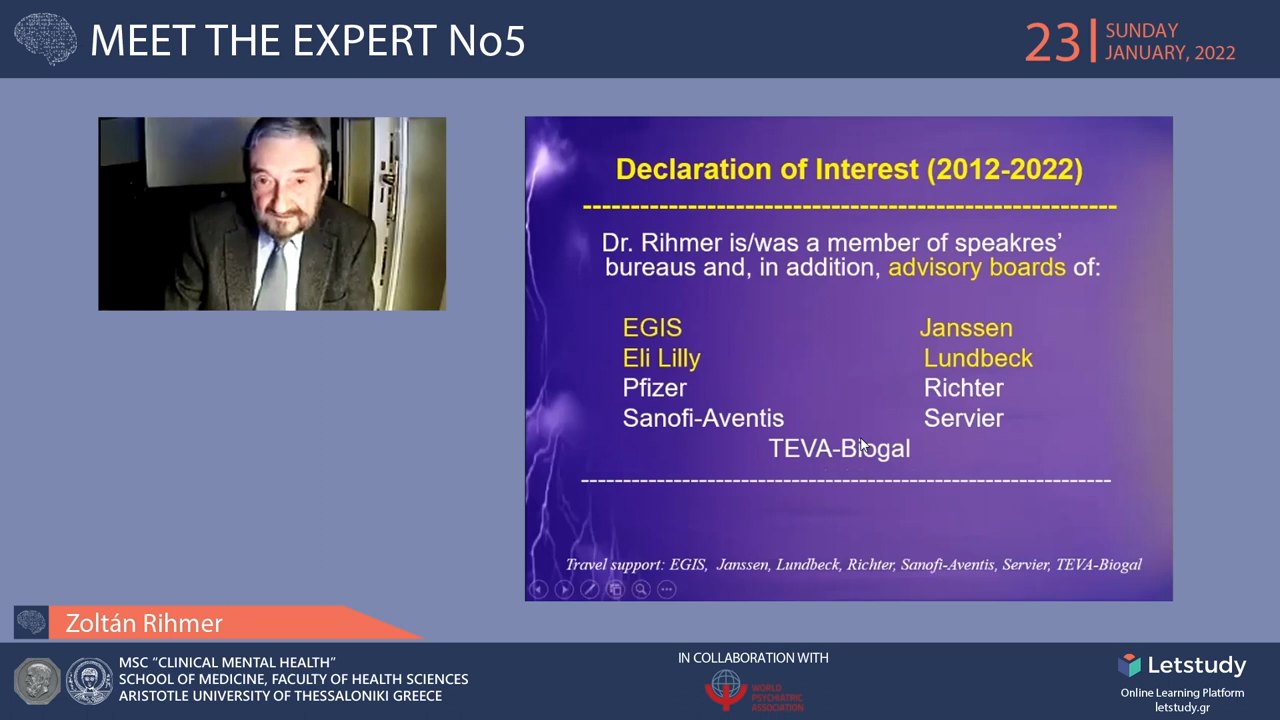 MEET THE EXPERT No5
23
SUNDAY
JANUARY, 2022
Declaration of Interest (2012-2022)
Dr. Rihmer is/was a member of speakres’
bureaus and, in addition, advisory boards of:
EGIS Janssen
Eli Lilly Lundbeck
Pfizer Richter
Sanofi-Aventis Servier
TEVA-Biogal
Travel support: EGIS, Janssen, Lundbeck, Richter, Sanofi-Aventis, Servier, TEVA-Biogal
Zoltán Rihmer
MSC “CLINICAL MENTAL HEALTH”
SCHOOL OF MEDICINE, FACULTY OF HEALTH SCIENCES
ARISTOTLE UNIVERSITY OF THESSALONIKI GREECE
IN COLLABORATION WITH
WORLD
PSYCHIATRIC
ASSOCIATION
Letstudy
Online Learning Platform
letstudy.gr